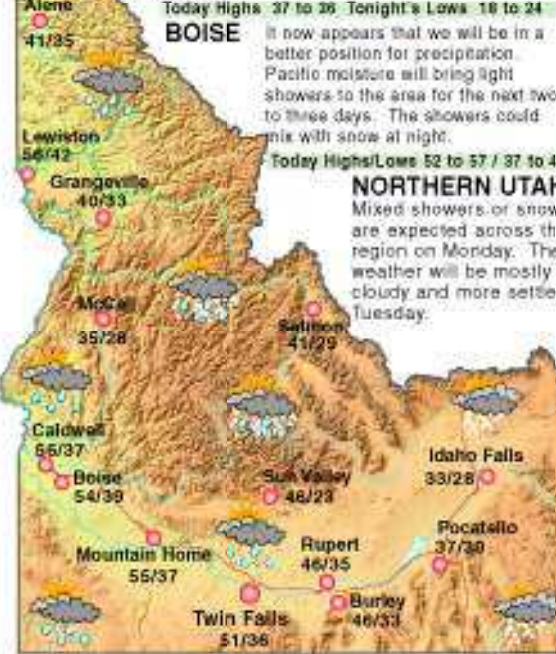 Alene
41/35
Today Highs 37 to 36 Tonight's Lows 18 to 24
BOISE
It now appears that we will be in a
better position for precipitation.
Pacific moisture will bring light
showers to the area for the next two
to three days. The showers could
mix with snow at night.
Today Highs/Lows 52 to 57 / 37 to 4
NORTHERN UTAH
Mixed showers or snow
are expected across th
region on Monday. The
weather will be mostly
cloudy and more settle
Tuesday.
Lewiston
56/42
Grangeville
40/33
McCall
35/28
Salmon
41/29
Caldwell
55/37
Boise
54/39
Sun Valley
46/23
Idaho Falls
33/28
Mountain Home
55/37
Rupert
46/35
Pocatello
37/30
Twin Falls
51/36
Burley
46/33